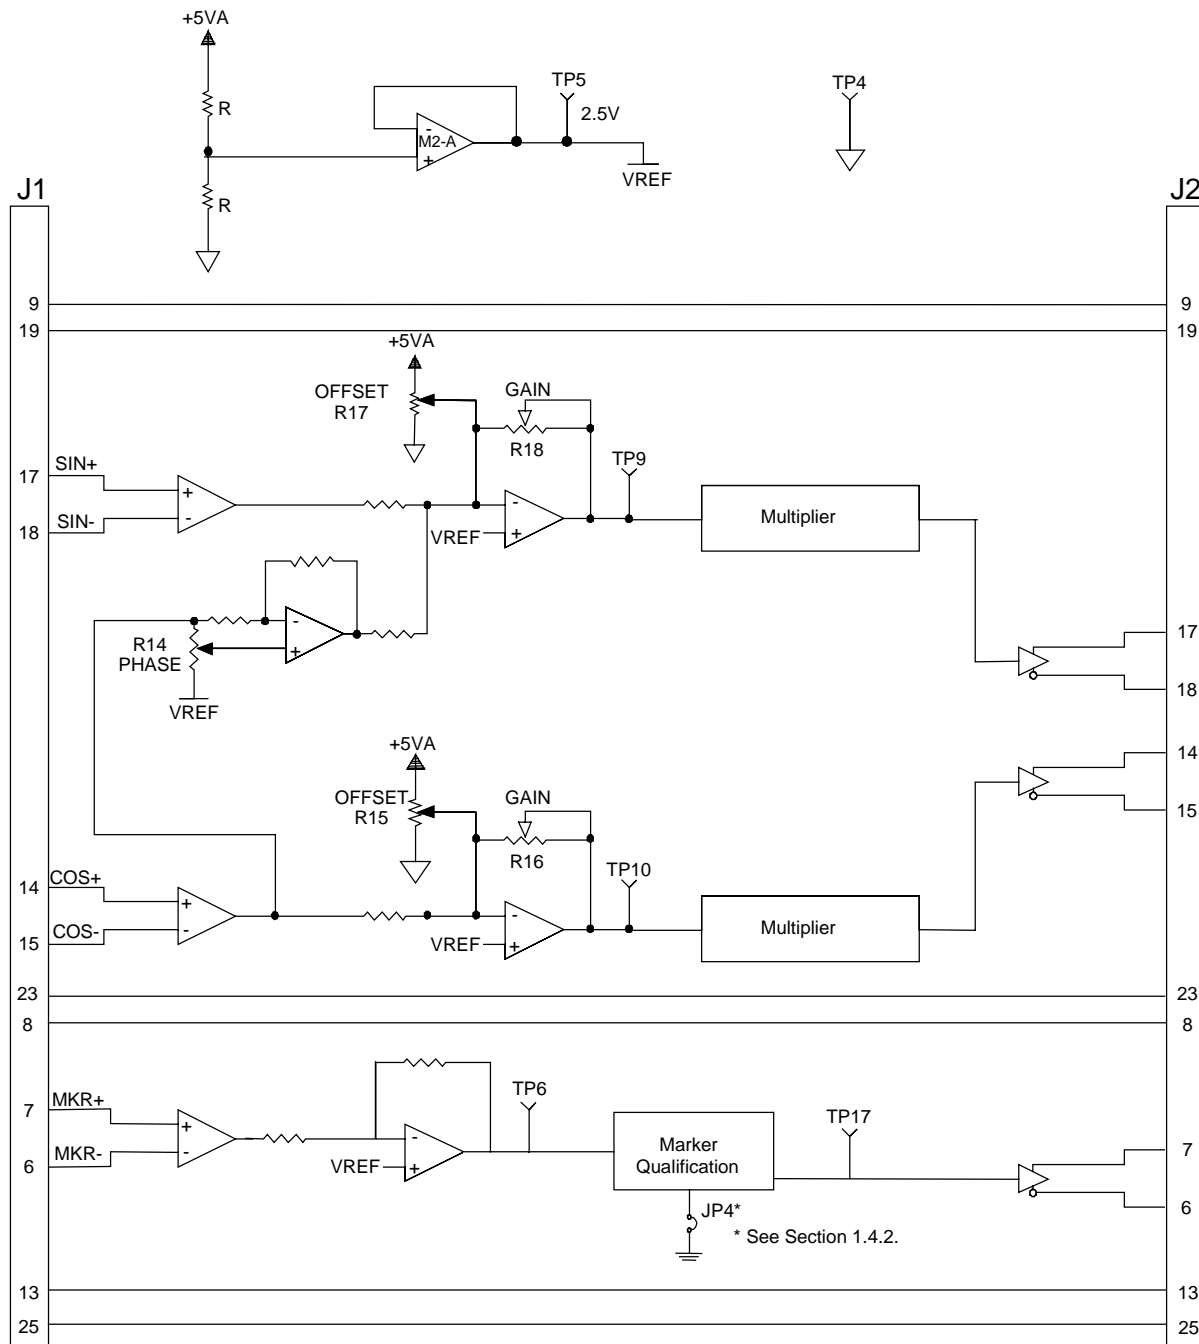 +5VA
TP5
TP4
R
2.5V
M2-A
-
+
VREF
R
J1
J2
9
9
19
19
+5VA
OFFSET
R17
GAIN
R18
TP9
17
SIN+
+
-
18
SIN-
-
+
VREF
Multiplier
R14
PHASE
-
+
VREF
17
18
+5VA
OFFSET
R15
GAIN
R16
TP10
14
15
14
COS+
+
-
15
COS-
-
+
VREF
Multiplier
23
23
8
8
7
MKR+
+
-
6
MKR-
-
+
VREF
TP6
Marker
Qualification
TP17
7
6
JP4*
* See Section 1.4.2.
13
13
25
25